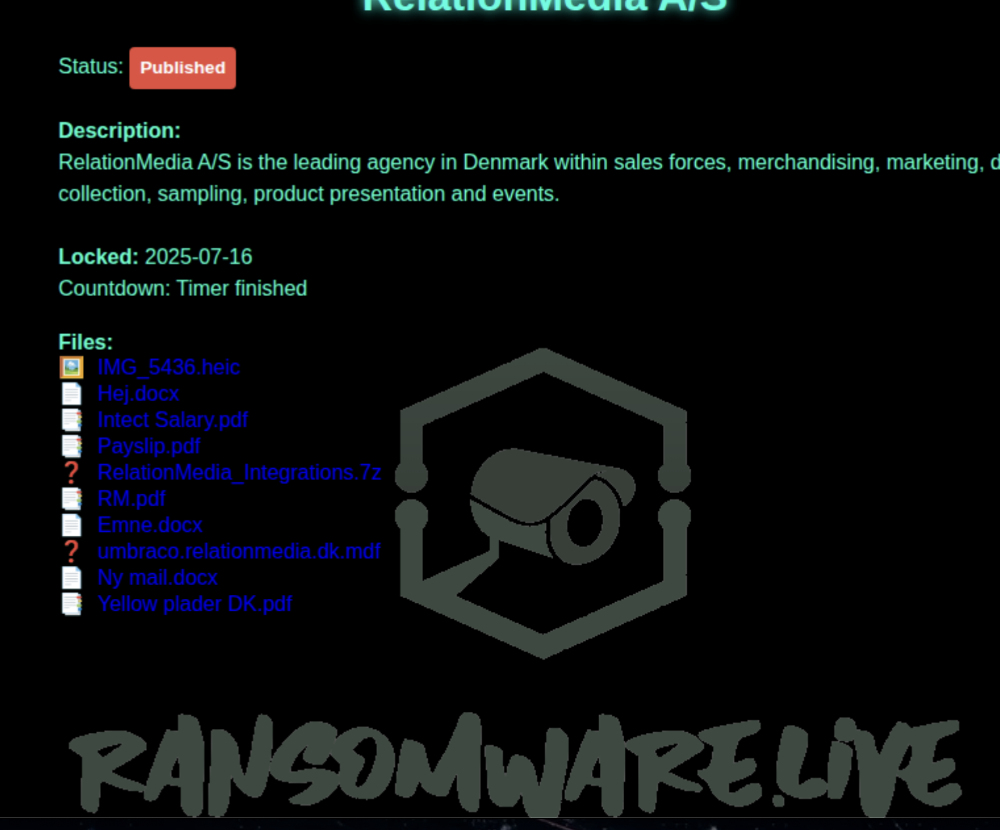 RelationMedia A/S
Status: Published
Description:
RelationMedia A/S is the leading agency in Denmark within sales forces, merchandising, marketing,
collection, sampling, product presentation and events.
Locked: 2025-07-16
Countdown: Timer finished
Files:
IMG_5436.heic
Hej.docx
Intect Salary.pdf
Payslip.pdf
RelationMedia_Integrations.7z
RM.pdf
Emne.docx
umbraco.relationmedia.dk.mdf
Ny mail.docx
Yellow plader DK.pdf
RANSOMWARE.LiVE